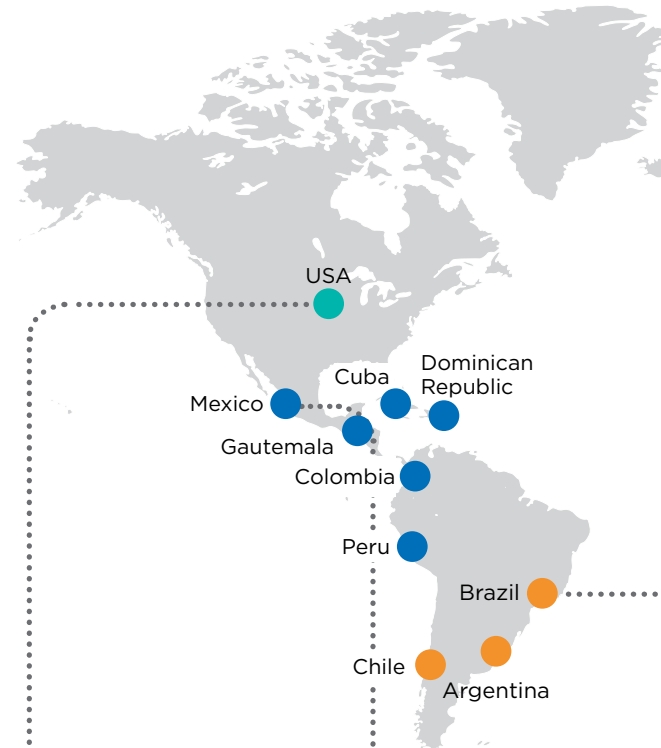 USA
Cuba
Dominican
Republic
Mexico
Gautemala
Colombia
Peru
Brazil
Chile
Argentina